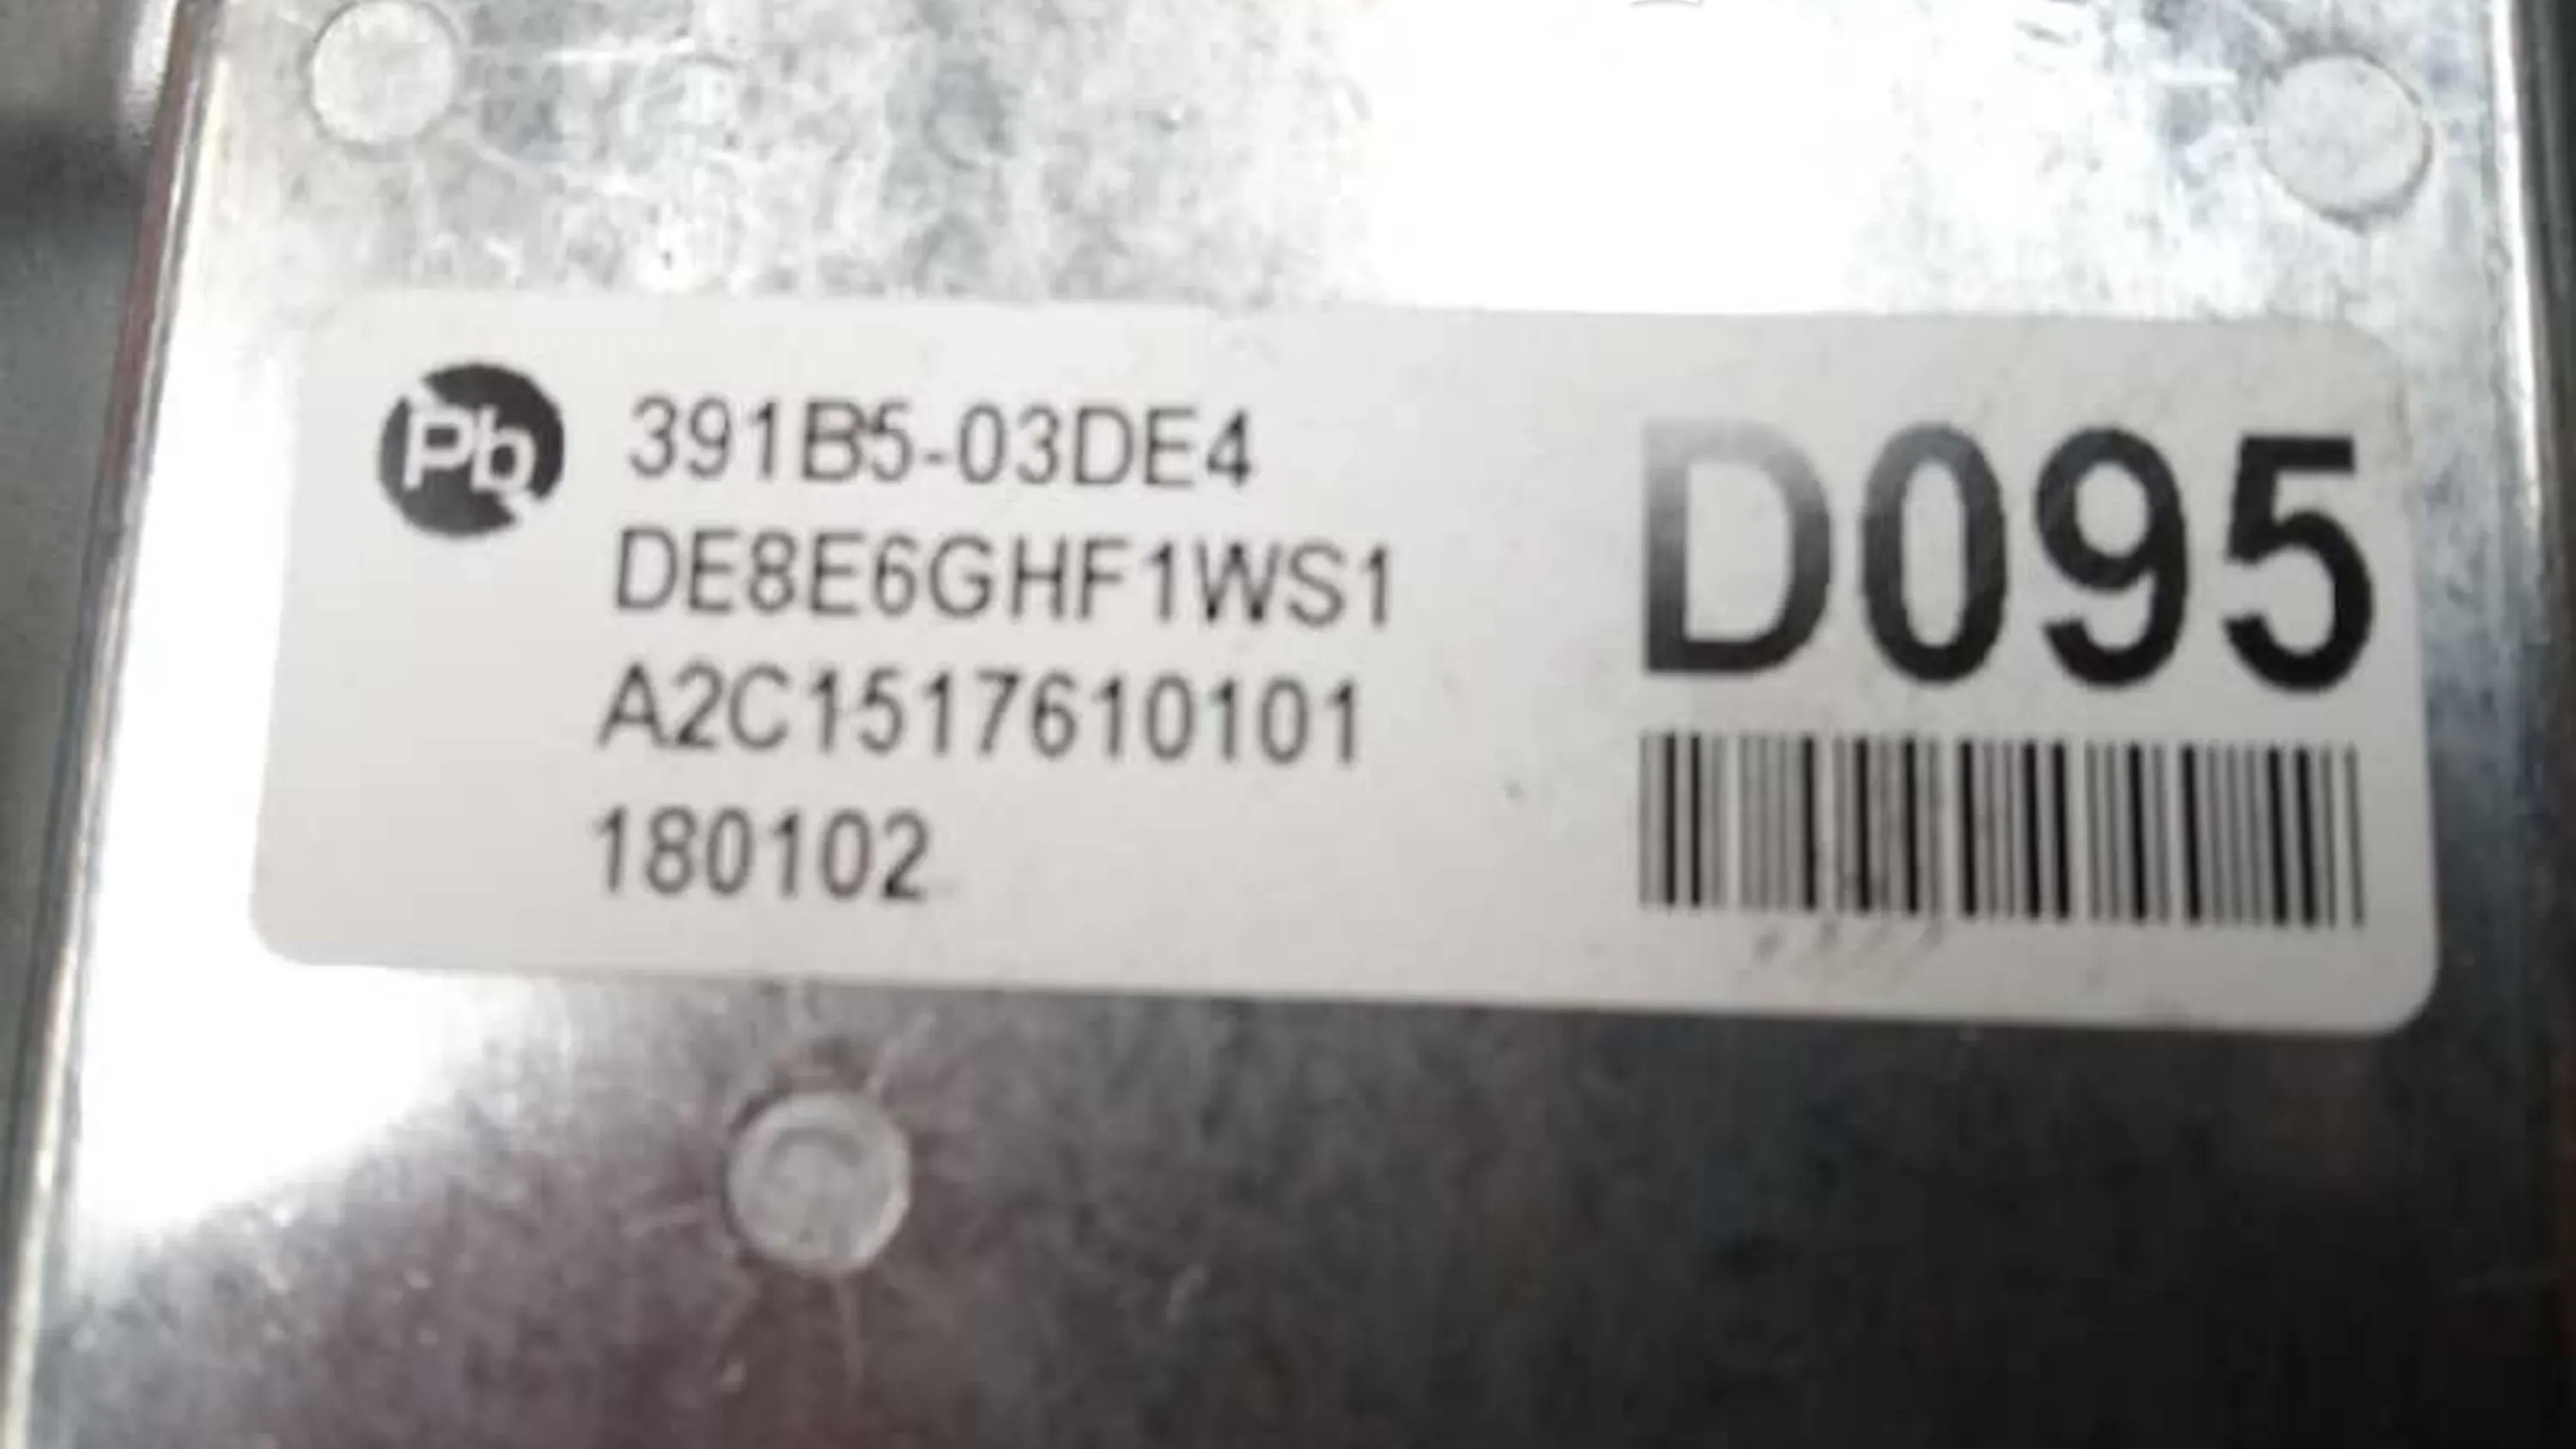 Pb
391B5-03DE4
DE8E6GHF1WS1
A2C1517610101
180102
D095